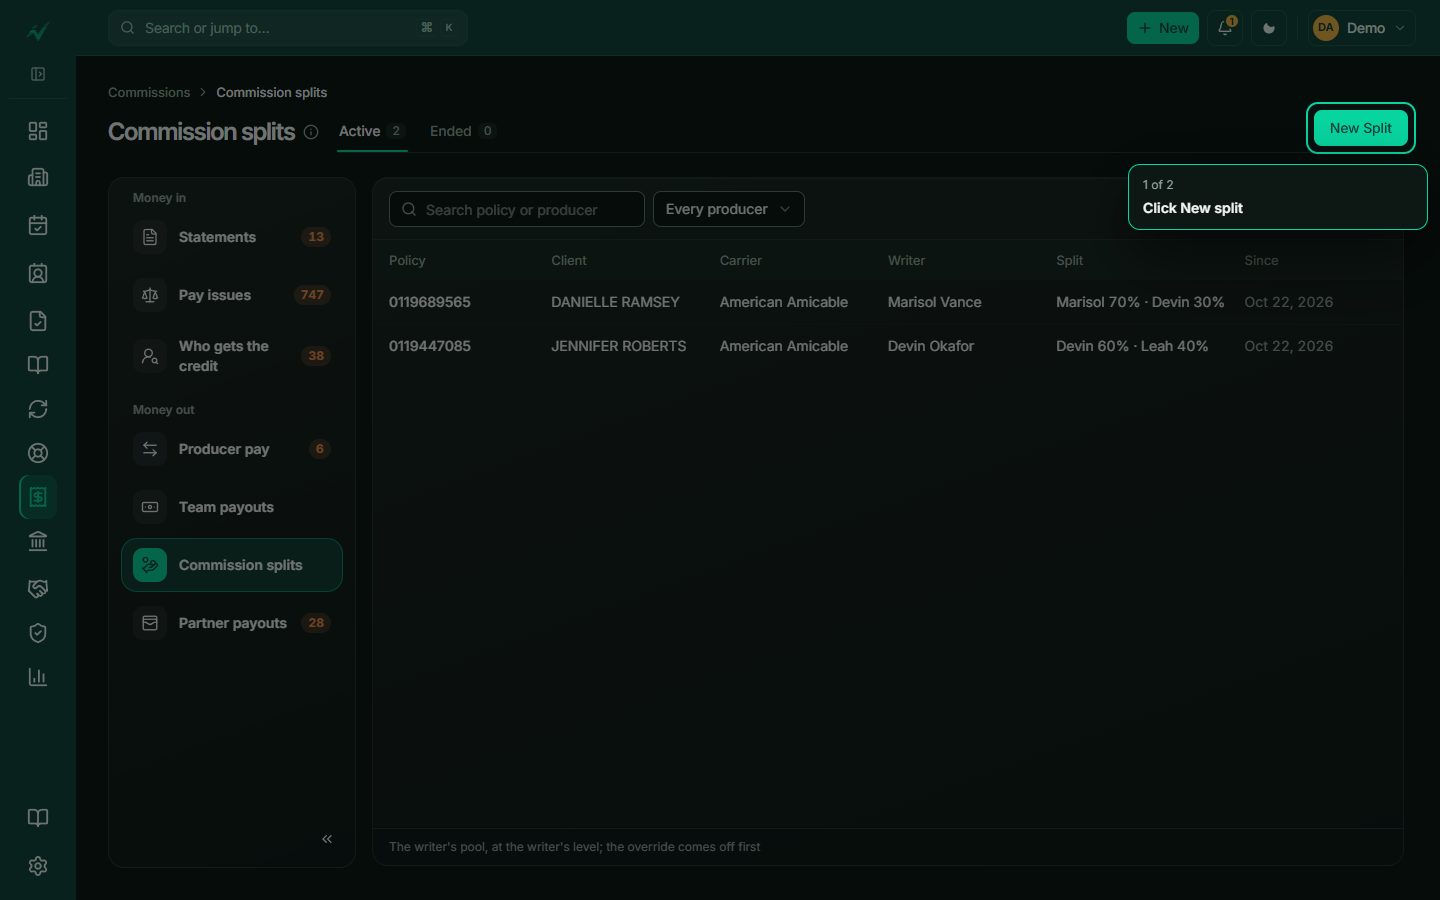 Search or jump to...
⌘ K
New
1
DA
Demo
Commissions > Commission splits
Commission splits
Active 2
Ended 0
New Split
1 of 2
Click New split
Money in
Statements 13
Pay issues 747
Who gets the
credit
38
Money out
Producer pay 6
Team payouts
Commission splits
Partner payouts 28
Search policy or producer
Every producer
Policy Client Carrier Writer Split Since
0119689565 DANIELLE RAMSEY American Amicable Marisol Vance Marisol 70% · Devin 30% Oct 22, 2026
0119447085 JENNIFER ROBERTS American Amicable Devin Okafor Devin 60% · Leah 40% Oct 22, 2026
The writer's pool, at the writer's level; the override comes off first